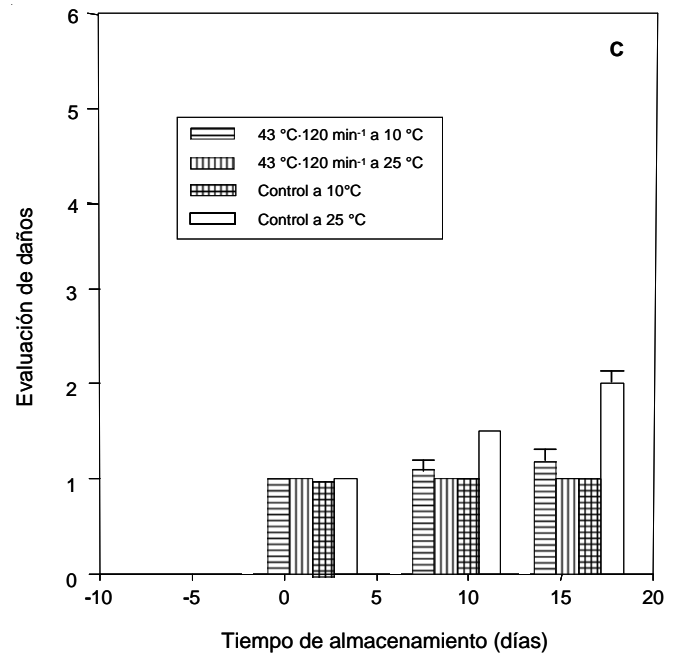 6
C
5
43 °C·120 min-1 a 10 °C
43 °C·120 min-1 a 25 °C
Control a 10°C
Control a 25 °C
4
3
2
1
0
Evaluación de daños
-10 -5 0 5 10 15 20
Tiempo de almacenamiento (días)